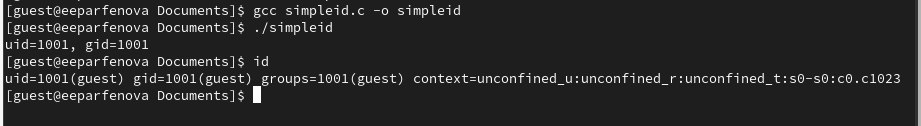 [guest@eeparfenova Documents]$ gcc simpleid.c -o simpleid
[guest@eeparfenova Documents]$ ./simpleid
uid=1001, gid=1001
[guest@eeparfenova Documents]$ id
uid=1001(guest) gid=1001(guest) groups=1001(guest) context=unconfined_u:unconfined_r:unconfined_t:s0-s0:c0.c1023
[guest@eeparfenova Documents]$